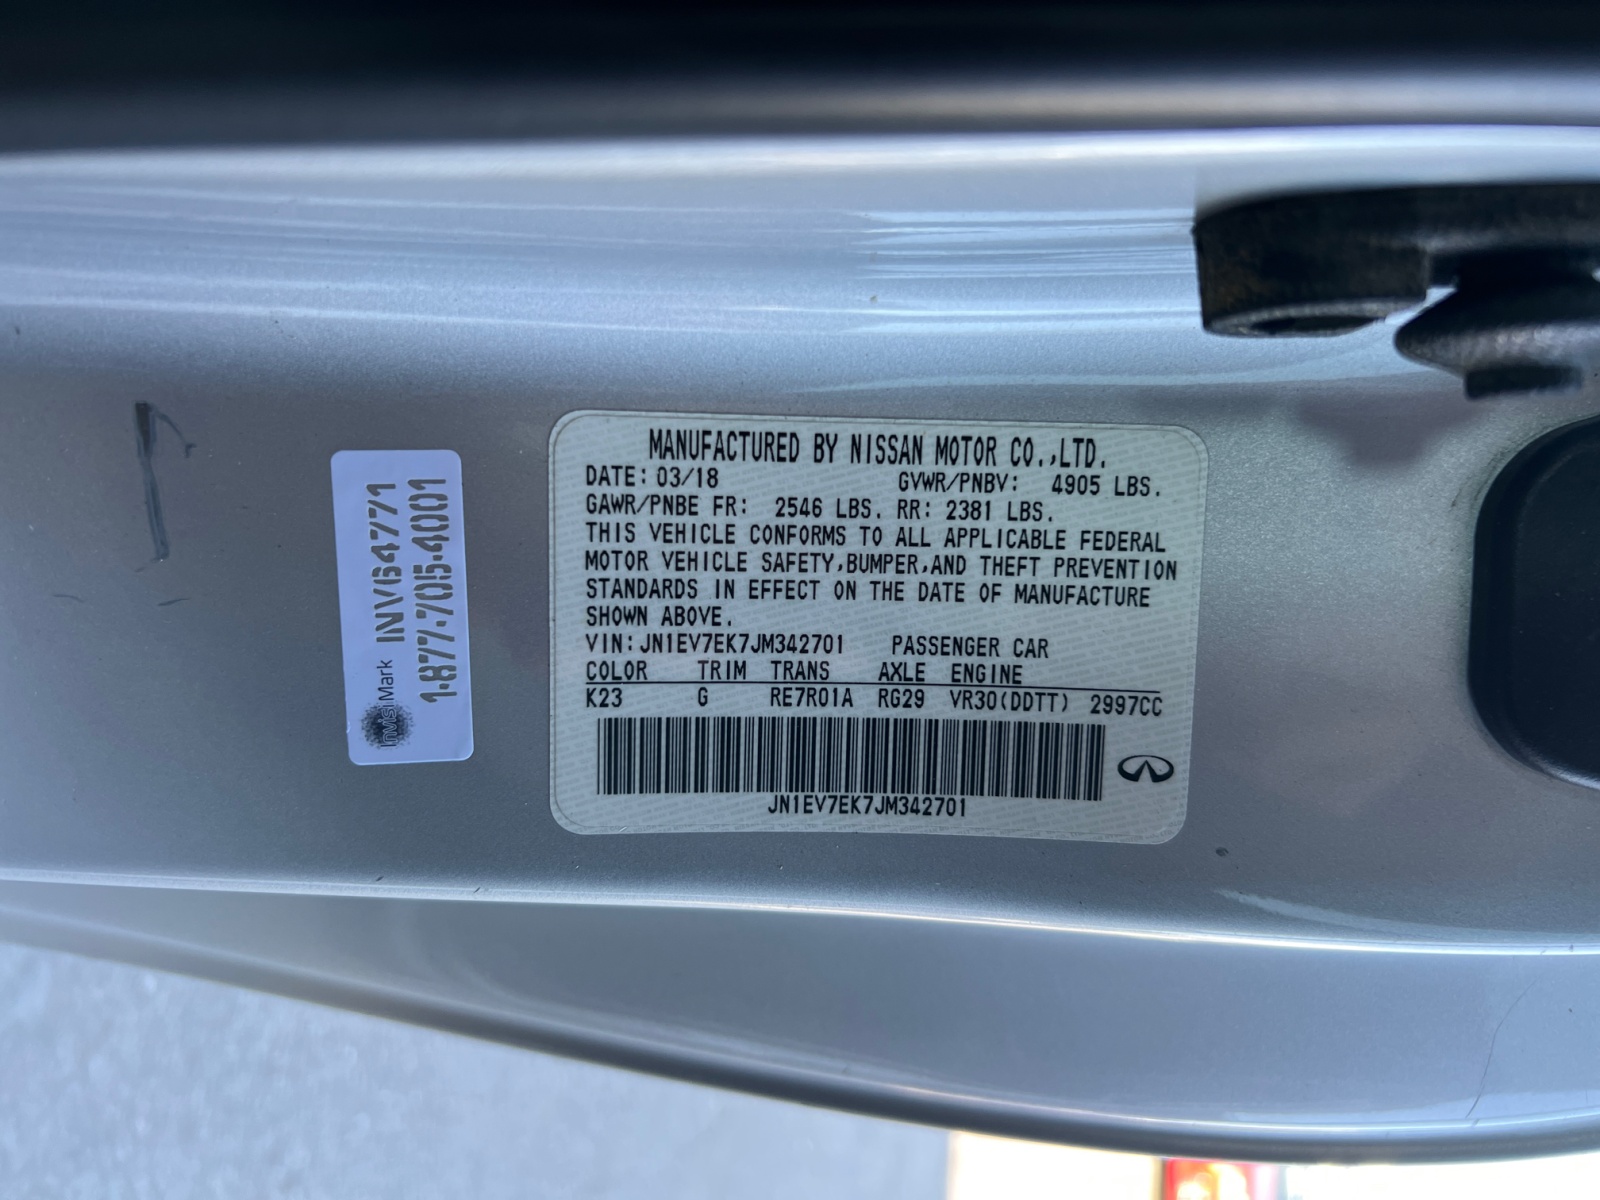 MANUFACTURED BY NISSAN MOTOR CO.,LTD.
DATE: 03/18 GVWR/PNBV: 4905 LBS.
GAWR/PNBE FR: 2546 LBS. RR: 2381 LBS.
THIS VEHICLE CONFORMS TO ALL APPLICABLE FEDERAL
MOTOR VEHICLE SAFETY,BUMPER,AND THEFT PREVENTION
STANDARDS IN EFFECT ON THE DATE OF MANUFACTURE
SHOWN ABOVE.
VIN:JN1EV7EK7JM342701 PASSENGER CAR
COLOR TRIM TRANS AXLE ENGINE
K23 G RE7R01A RG29 VR30(DDTT) 2997CC
JN1EV7EK7JM342701
InvisiMark INV64771
1-877-705-4001